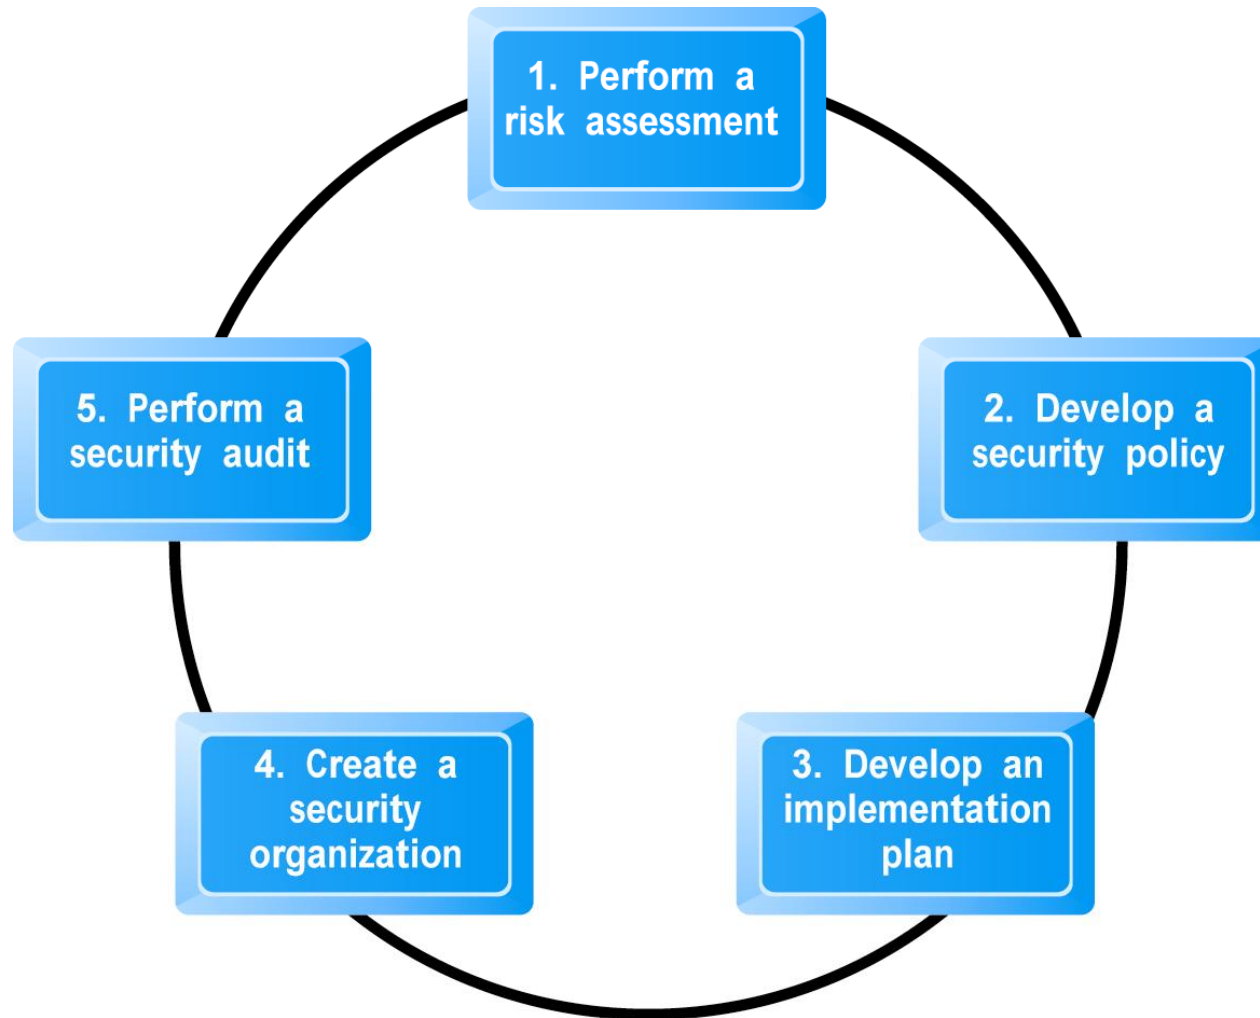 1. Perform a
risk assessment
2. Develop a
security policy
3. Develop an
implementation
plan
4. Create a
security
organization
5. Perform a
security audit